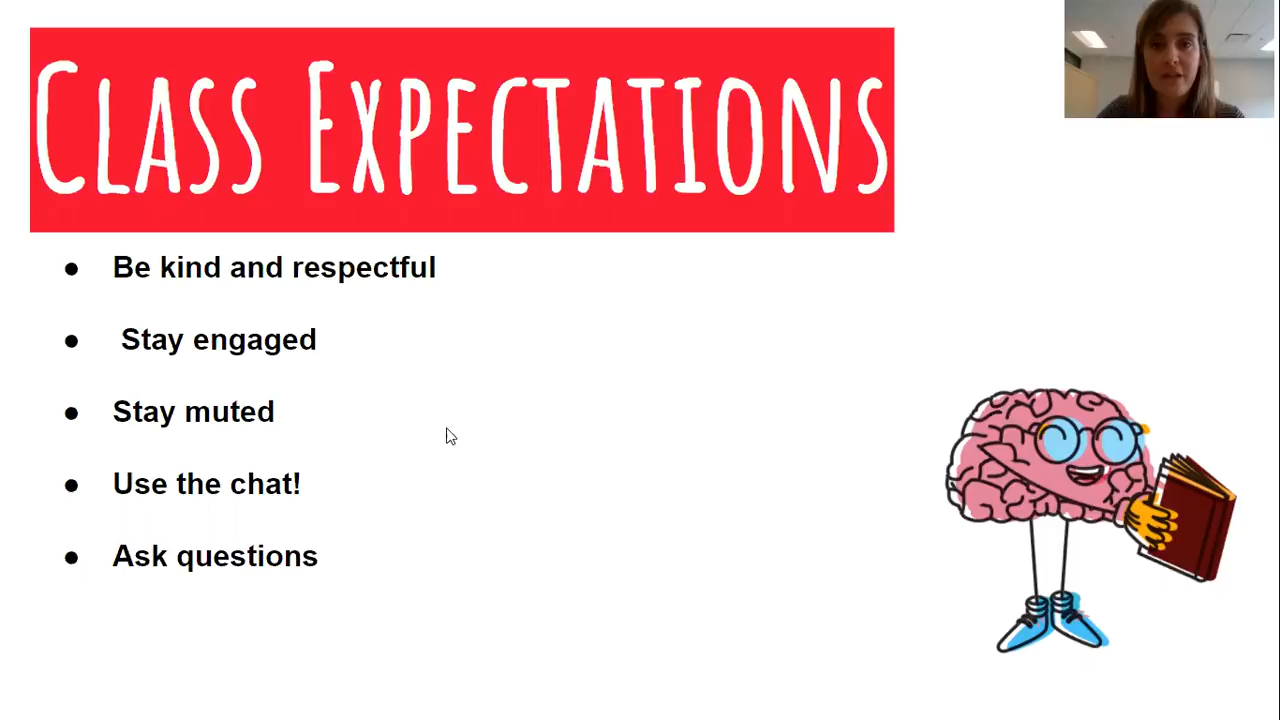 Class Expectations
● Be kind and respectful
● Stay engaged
● Stay muted
● Use the chat!
● Ask questions